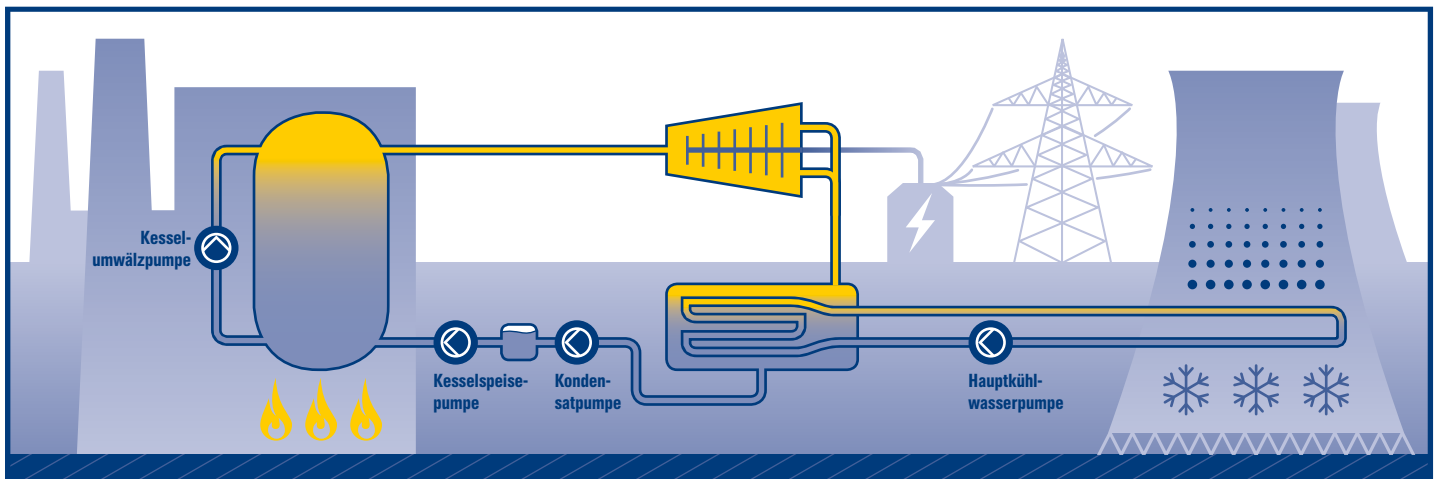 Kessel-
umwälzpumpe
Kesselspeise-
pumpe
Konden-
satpumpe
Hauptkühl-
wasserpumpe